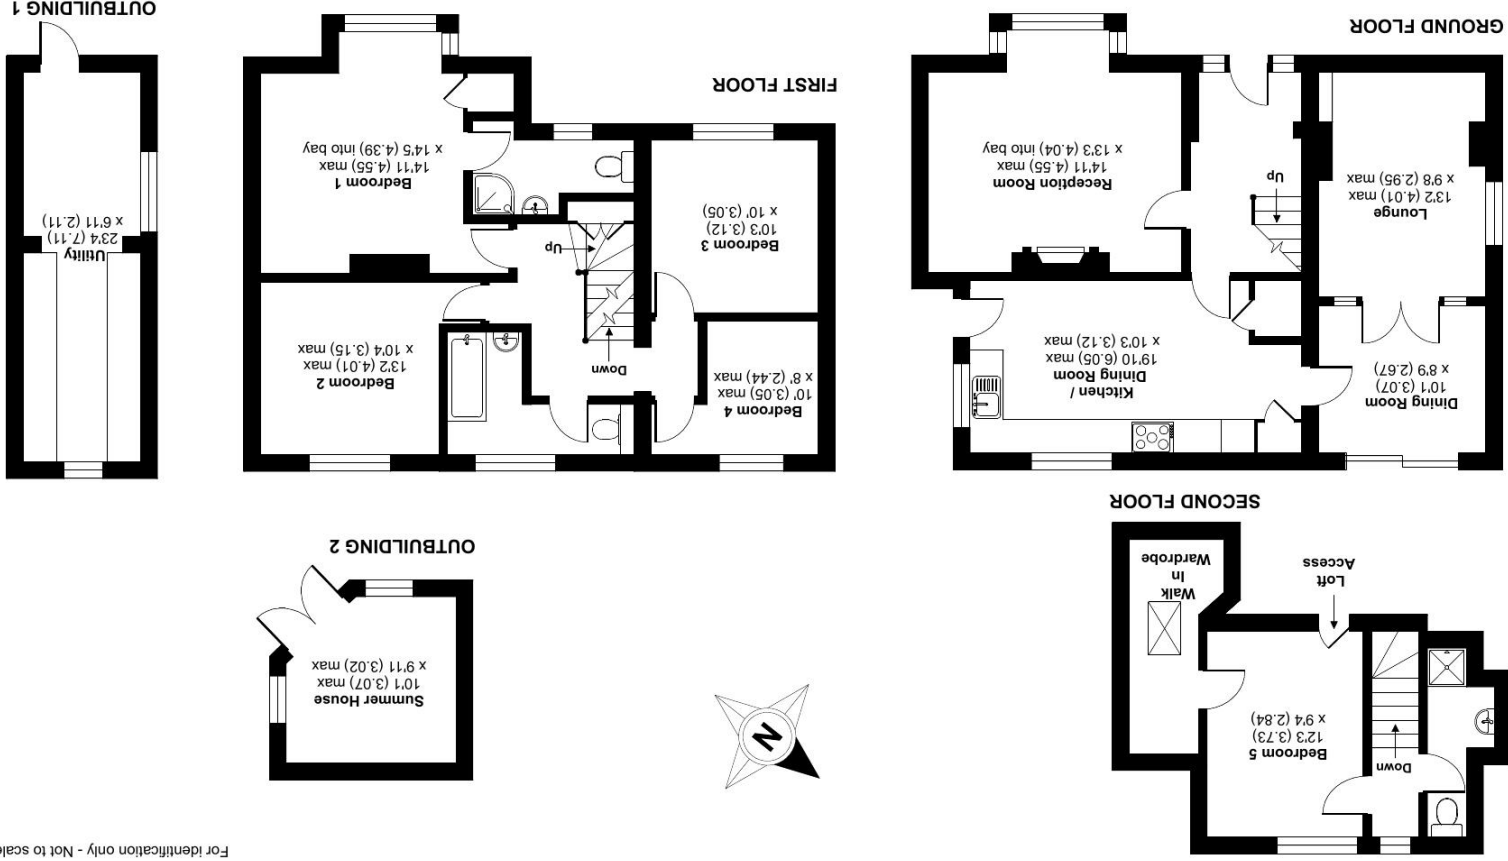 For identification only - Not to scale
SECOND FLOOR
Down
Bedroom 5
12'3 (3.73)
x 9'4 (2.84)
Loft
Access
Walk
In
Wardrobe
N
Summer House
10'1 (3.07) max
x 9'11 (3.02) max
OUTBUILDING 2
GROUND FLOOR
Dining Room
10'1 (3.07)
x 8'9 (2.67)
Kitchen /
Dining Room
19'10 (6.05) max
x 10'3 (3.12) max
Lounge
13'2 (4.01) max
x 9'8 (2.95) max
Up
Reception Room
14'11 (4.55) max
x 13'3 (4.04) into bay
FIRST FLOOR
Bedroom 4
10' (3.05) max
x 8' (2.44) max
Down
Bedroom 2
13'2 (4.01) max
x 10'4 (3.15) max
Bedroom 3
10'3 (3.12)
x 10' (3.05)
Up
Bedroom 1
14'11 (4.55) max
x 14'5 (4.39) into bay
Utility
23'4 (7.11)
x 6'11 (2.11)
OUTBUILDING 1